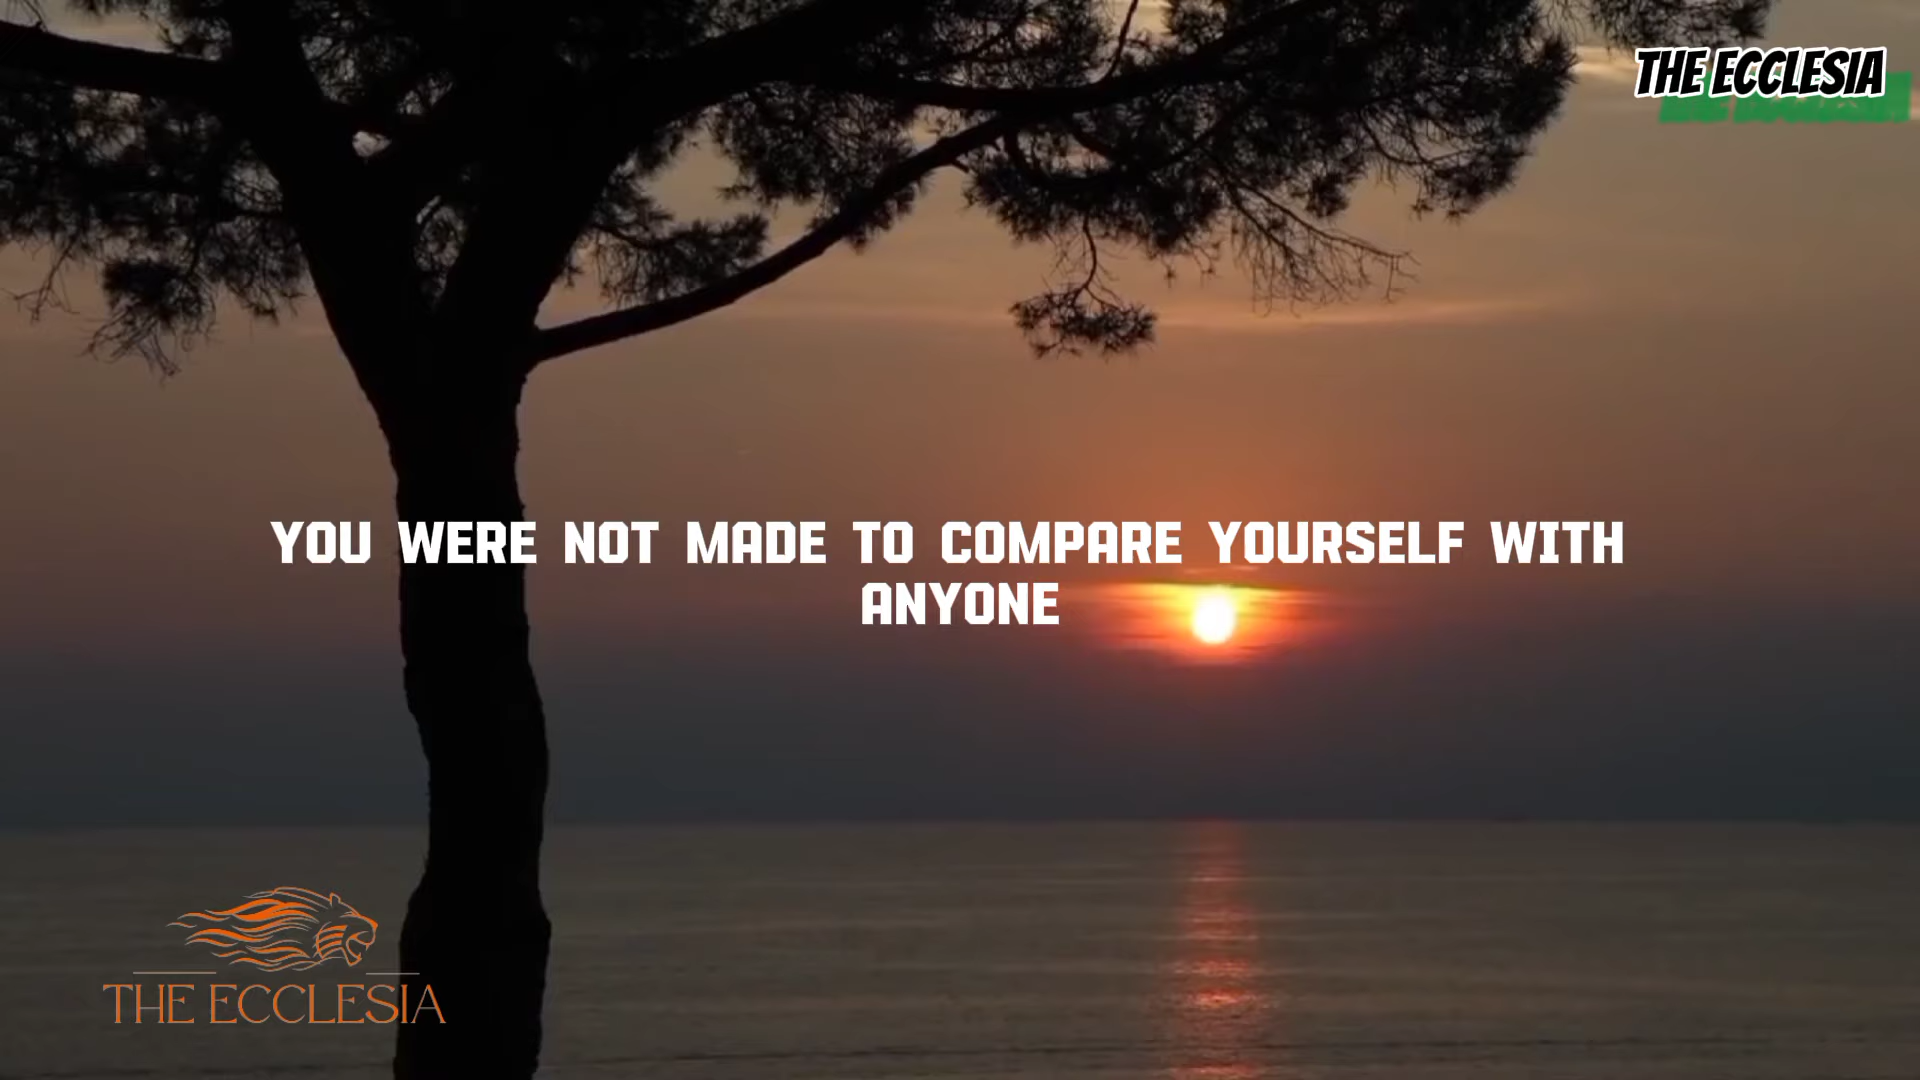 THE ECCLESIA
YOU WERE NOT MADE TO COMPARE YOURSELF WITH
ANYONE
THE ECCLESIA